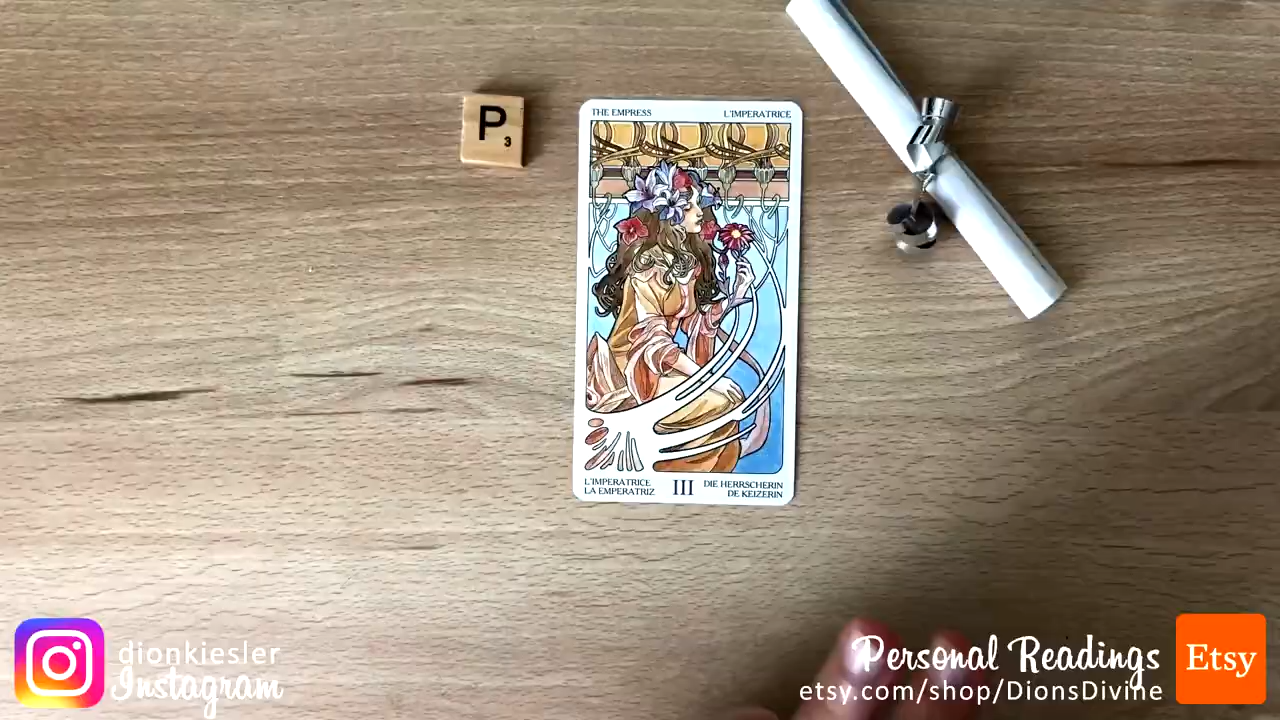 P
3
THE EMPRESS
L'IMPERATRICE
L'IMPERATRICE
LA EMPERATRIZ
III
DIE HERRSCHERIN
DE KEIZERIN
dionkiesler
Instagram
Personal Readings
etsy.com/shop/DionsDivine
Etsy